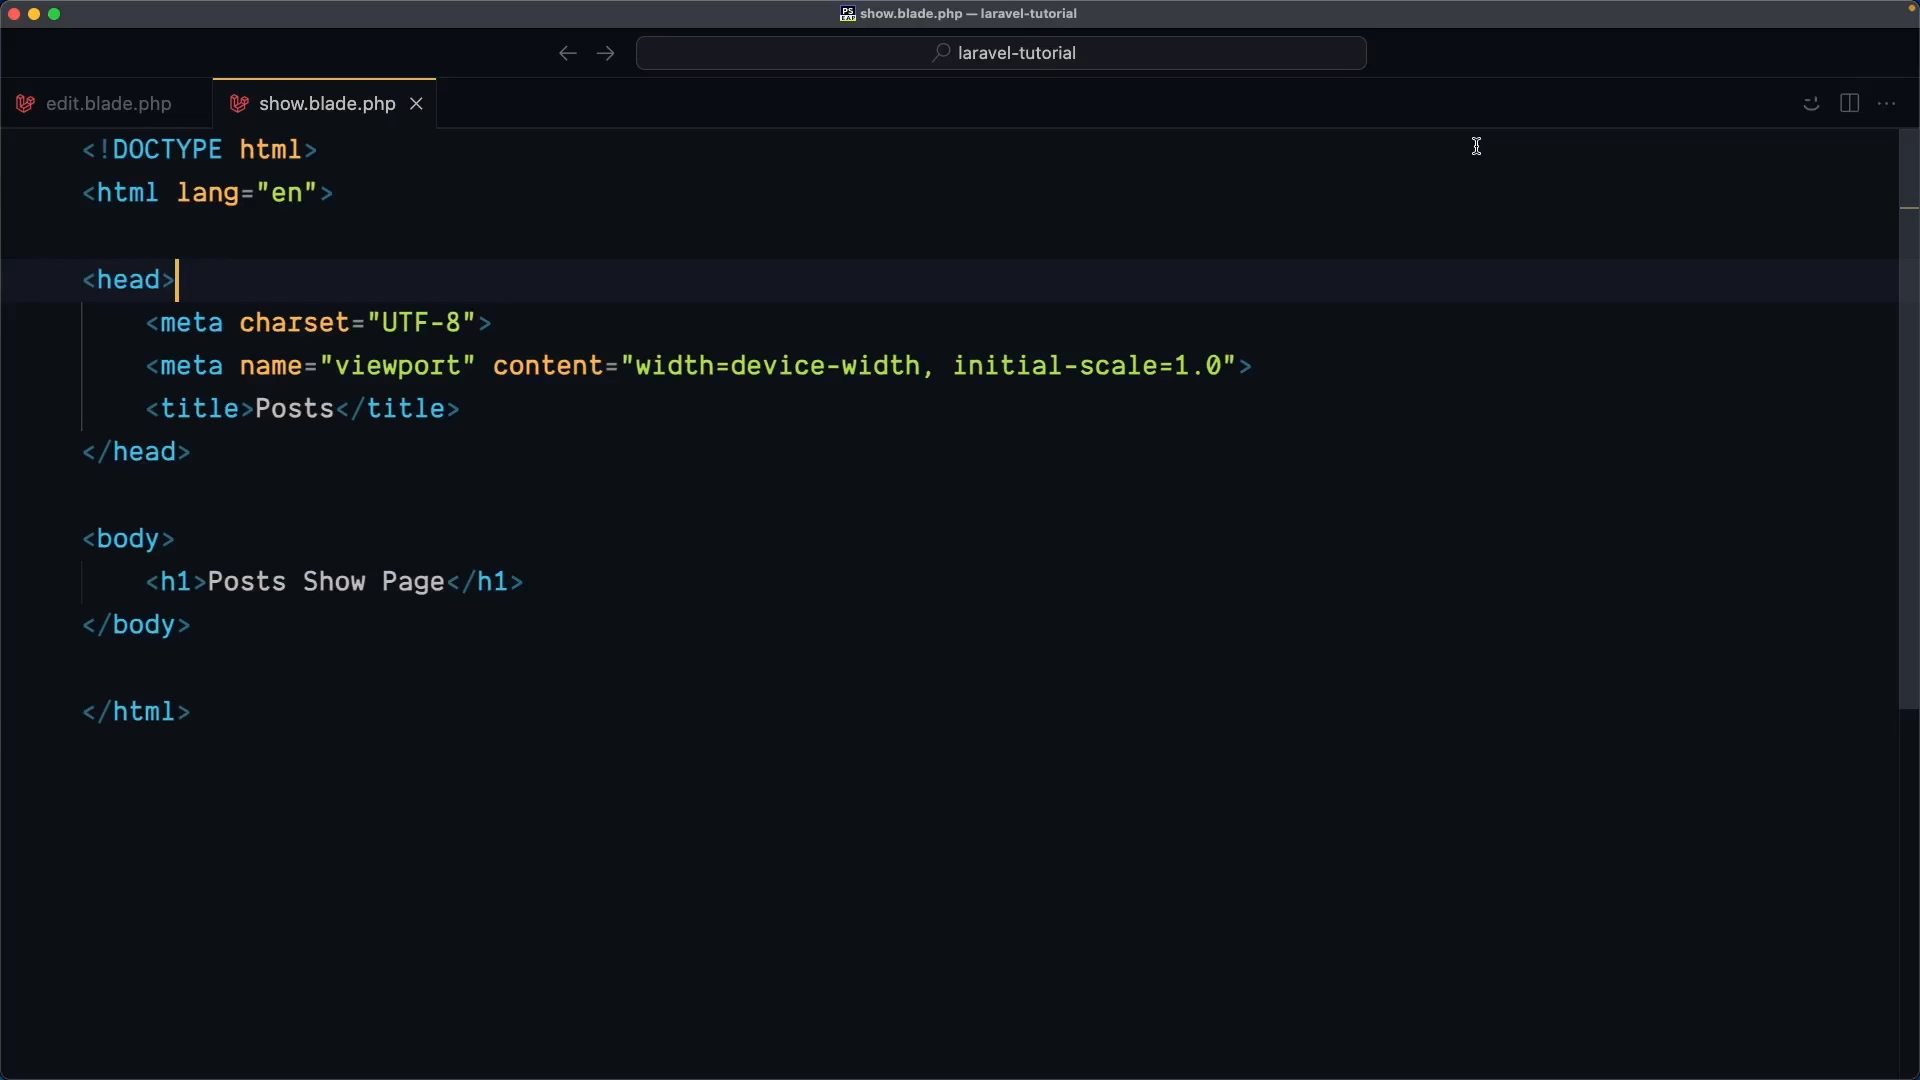 PS EAP show.blade.php — laravel-tutorial
laravel-tutorial
edit.blade.php show.blade.php
<!DOCTYPE html>
<html lang="en">
<head>
<meta charset="UTF-8">
<meta name="viewport" content="width=device-width, initial-scale=1.0">
<title>Posts</title>
</head>
<body>
<h1>Posts Show Page</h1>
</body>
</html>